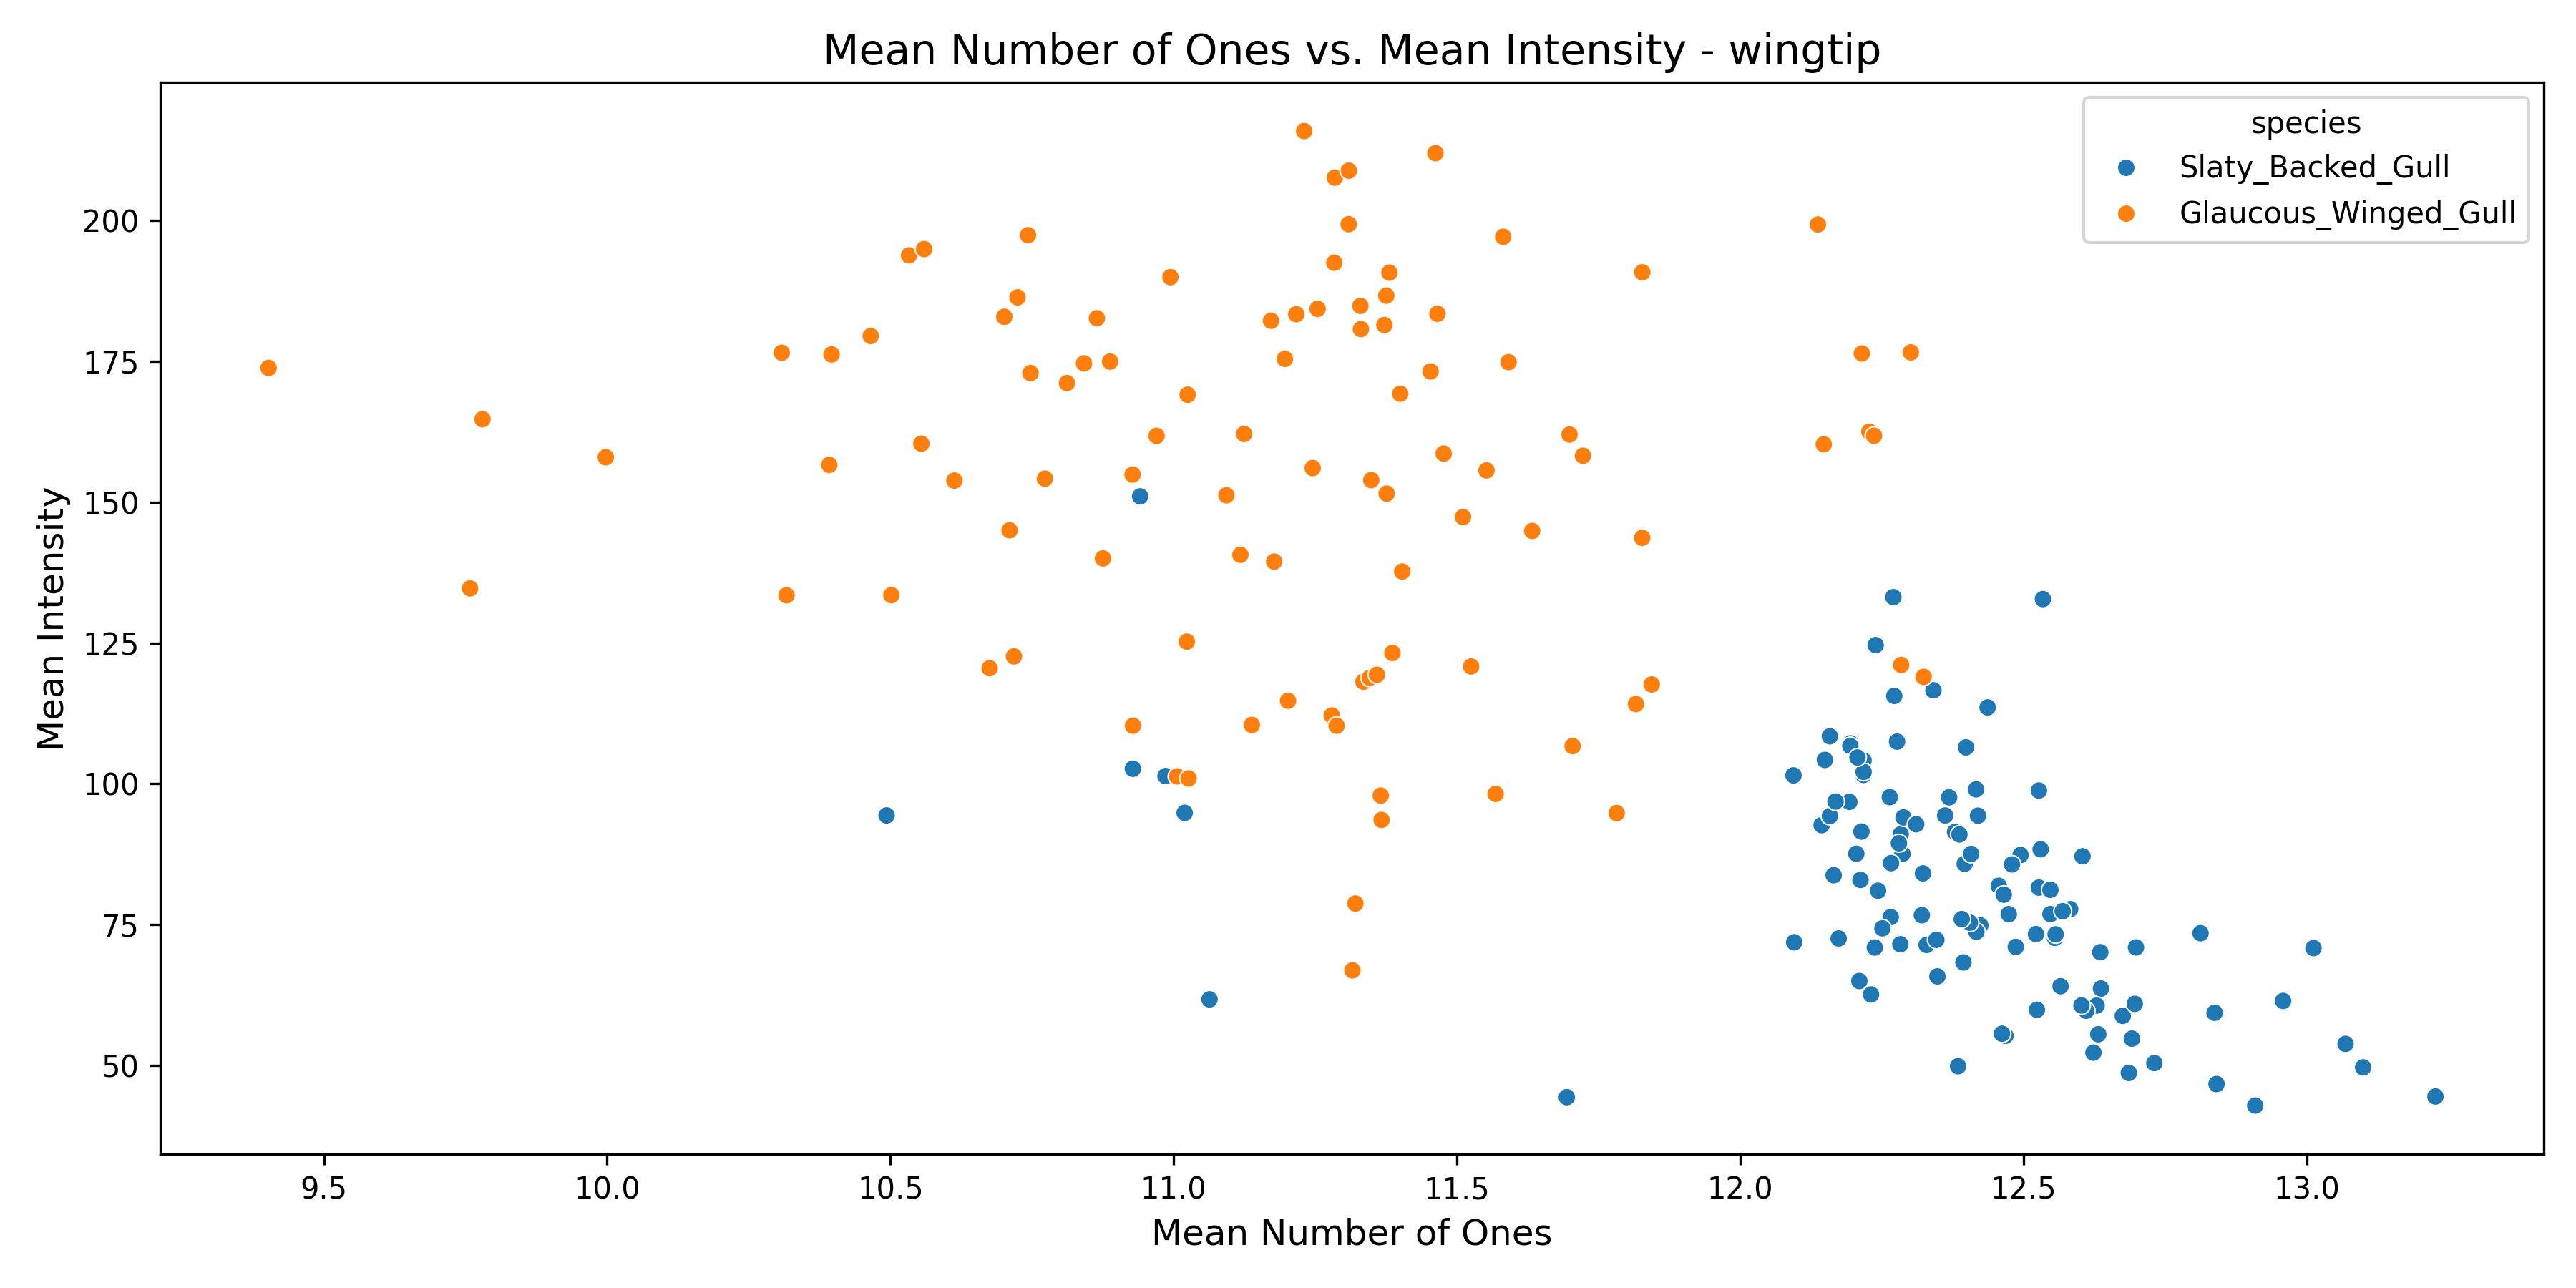 Mean Number of Ones vs. Mean Intensity - wingtip
species
Slaty_Backed_Gull
Glaucous_Winged_Gull
Mean Intensity
200
175
150
125
100
75
50
9.5
10.0
10.5
11.0
11.5
12.0
12.5
13.0
Mean Number of Ones